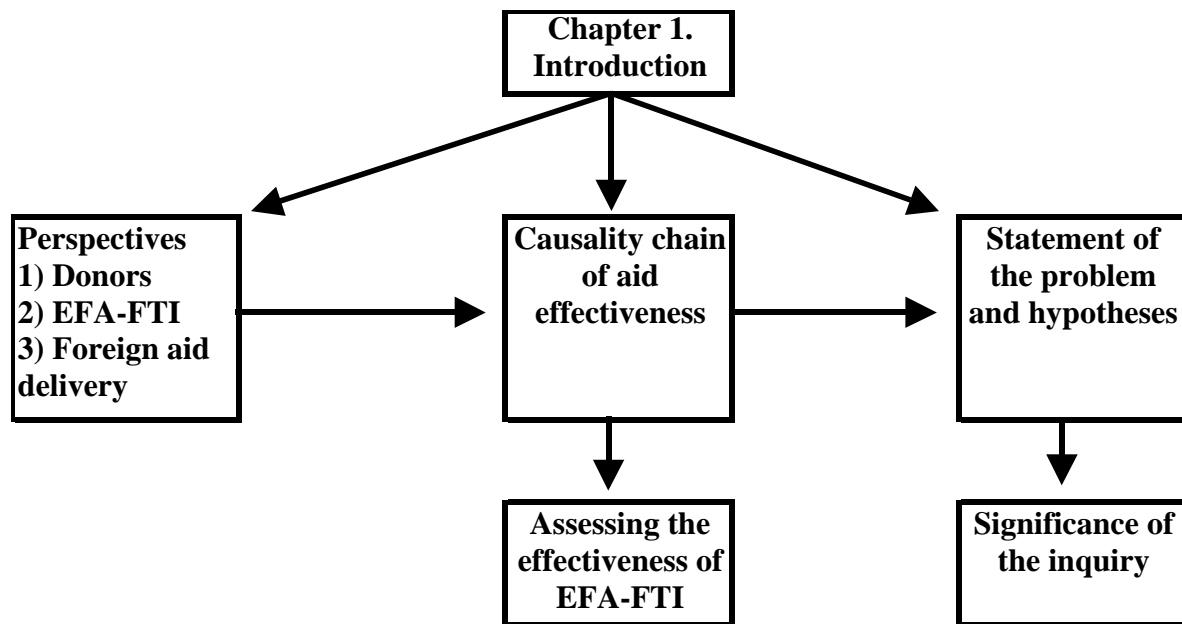 Chapter 1.
Introduction
Perspectives
1) Donors
2) EFA-FTI
3) Foreign aid
delivery
Causality chain
of aid
effectiveness
Statement of
the problem
and hypotheses
Assessing the
effectiveness of
EFA-FTI
Significance of
the inquiry